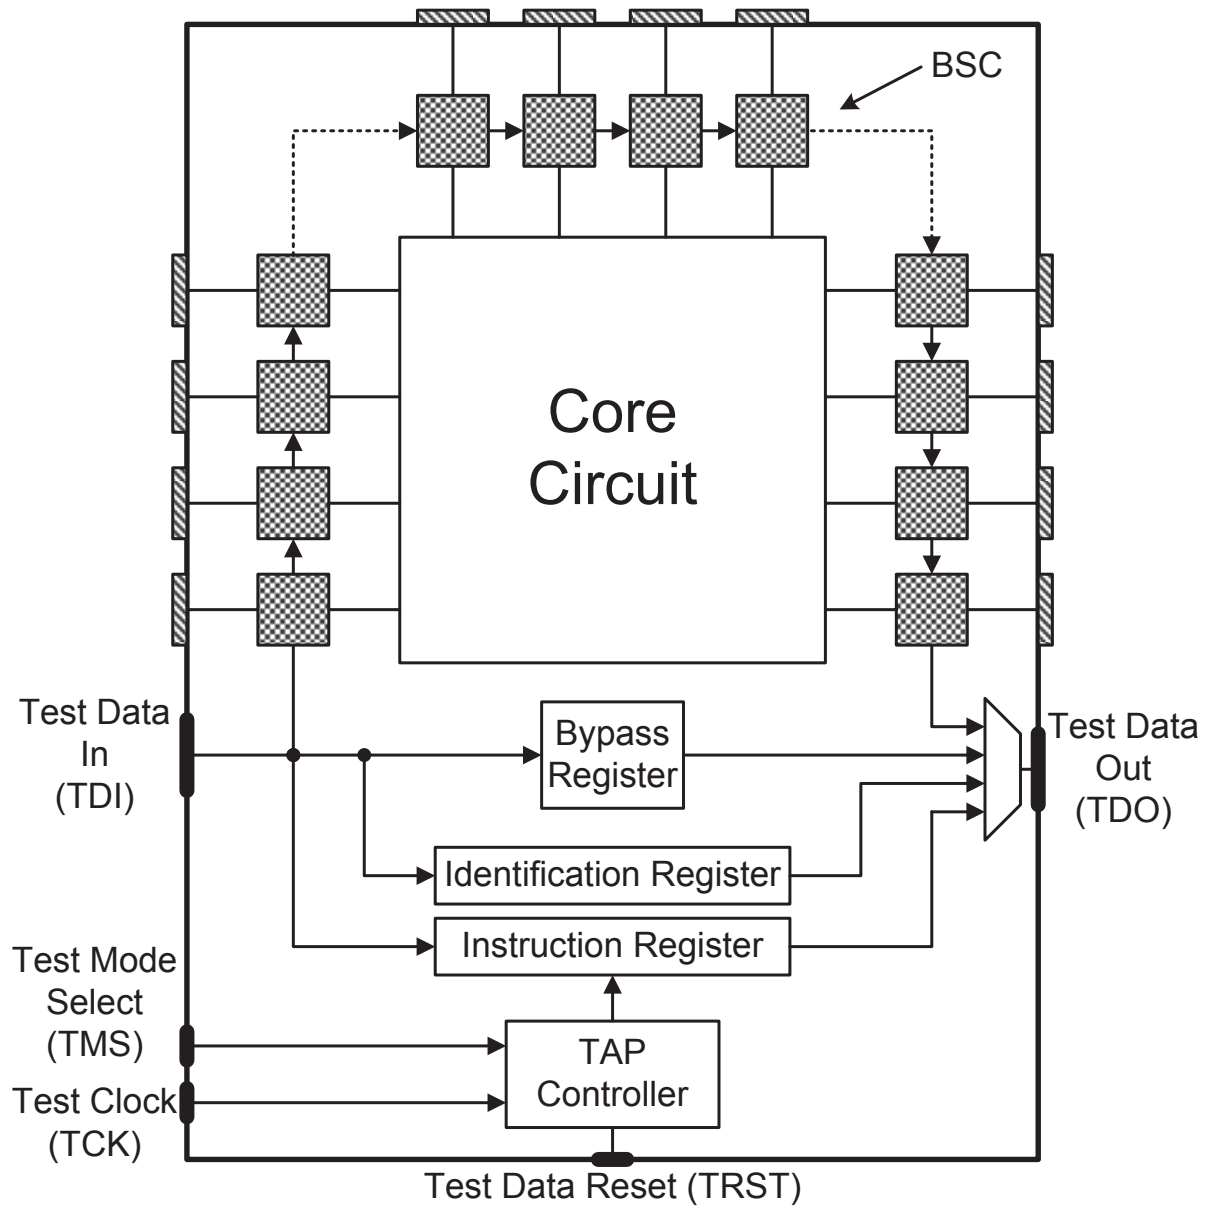 BSC
Core
Circuit
Test Data
In
(TDI)
Bypass
Register
Test Data
Out
(TDO)
Identification Register
Instruction Register
Test Mode
Select
(TMS)
TAP
Controller
Test Clock
(TCK)
Test Data Reset (TRST)